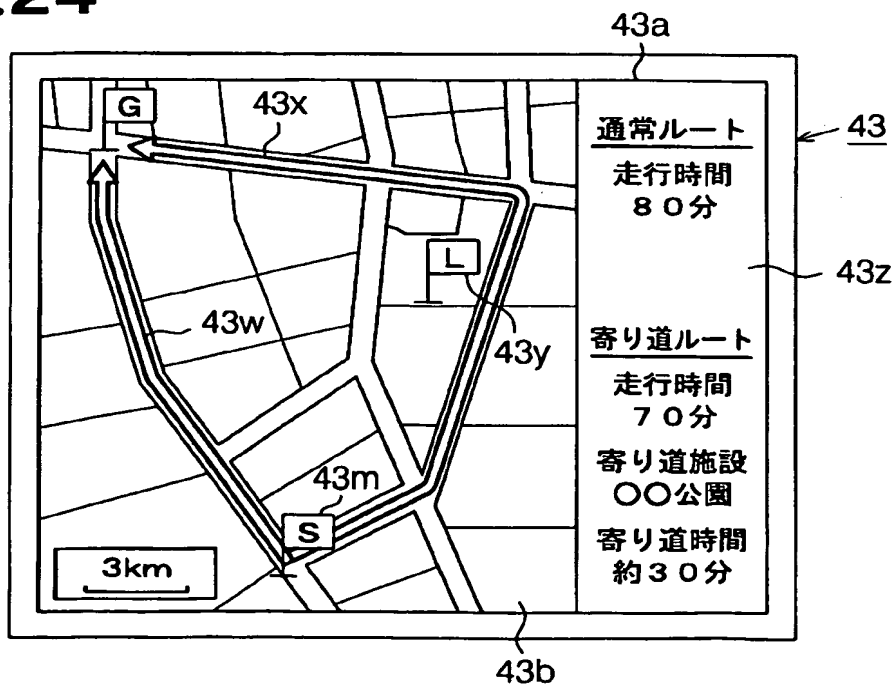 .24
43a
43
43z
43x
43w
43y
43m
43b
G
L
S
3km
通常ルート
走行時間
８０分
寄り道ルート
走行時間
７０分
寄り道施設
○○公園
寄り道時間
約３０分